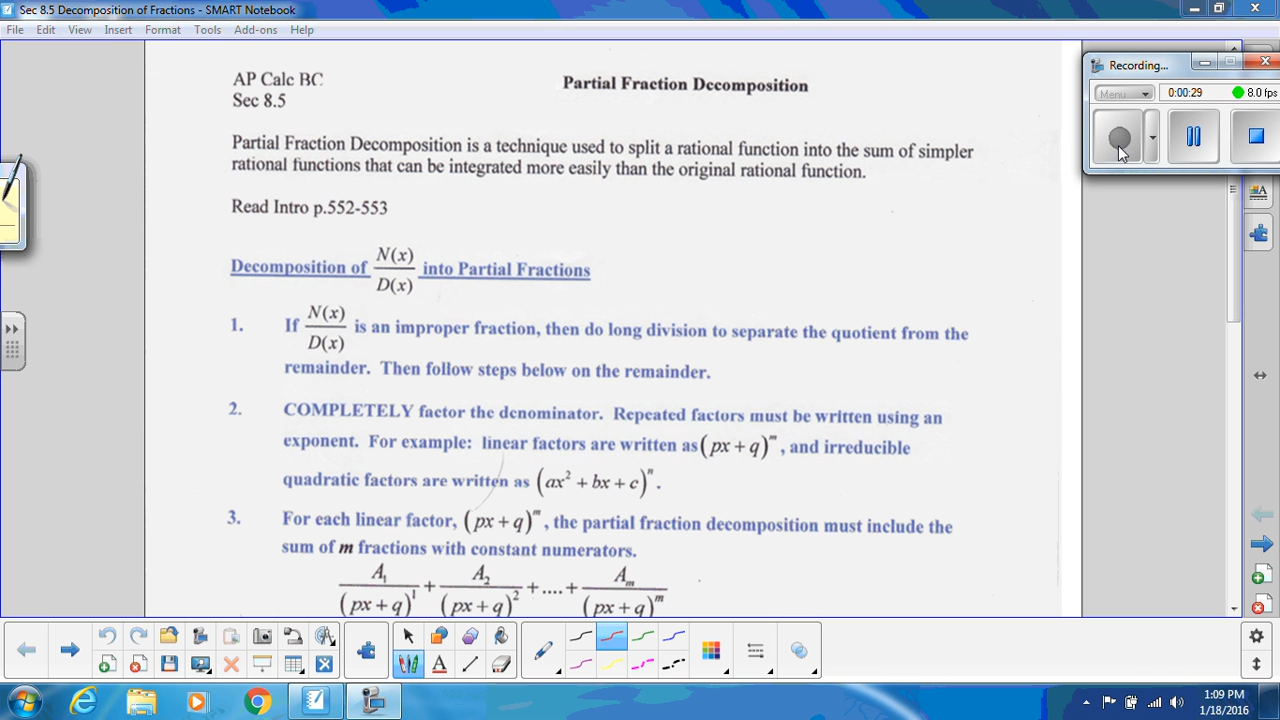 Sec 8.5 Decomposition of Fractions - SMART Notebook
File Edit View Insert Format Tools Add-ons Help
Recording...
Menu 0:00:29 8.0 fps
AP Calc BC
Sec 8.5
Partial Fraction Decomposition
Partial Fraction Decomposition is a technique used to split a rational function into the sum of simpler
rational functions that can be integrated more easily than the original rational function.
Read Intro p.552-553
Decomposition of N(x)/D(x) into Partial Fractions
1. If N(x)/D(x) is an improper fraction, then do long division to separate the quotient from the
remainder. Then follow steps below on the remainder.
2. COMPLETELY factor the denominator. Repeated factors must be written using an
exponent. For example: linear factors are written as (px + q)^m, and irreducible
quadratic factors are written as (ax² + bx + c)^n.
3. For each linear factor, (px + q)^m, the partial fraction decomposition must include the
sum of m fractions with constant numerators.
A₁/(px + q)^1 + A₂/(px + q)^2 + .... + Aₘ/(px + q)^m
1:09 PM
1/18/2016